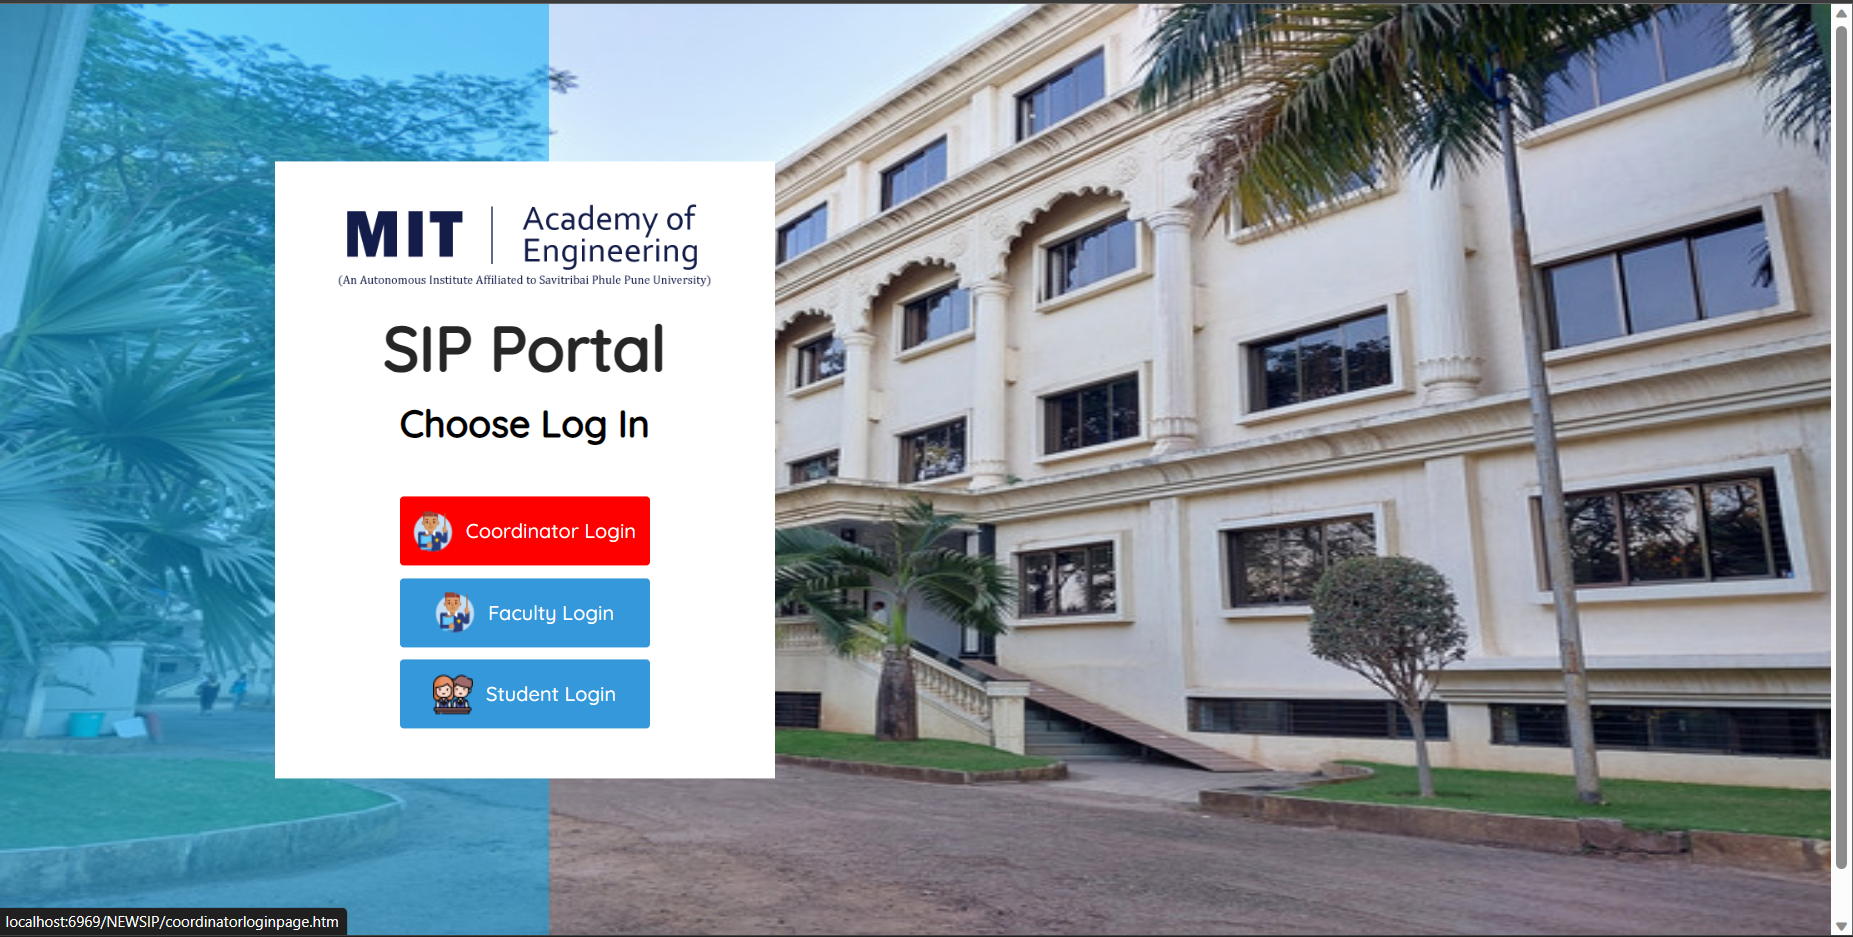 MIT
Academy of
Engineering
(An Autonomous Institute Affiliated to Savitribai Phule Pune University)
SIP Portal
Choose Log In
Coordinator Login
Faculty Login
Student Login
localhost:6969/NEWSIP/coordinatorloginpage.htm